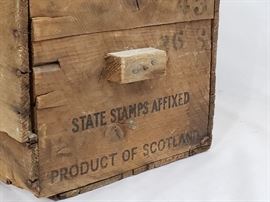 STATE STAMPS AFFIXED
PRODUCT OF SCOTLAND